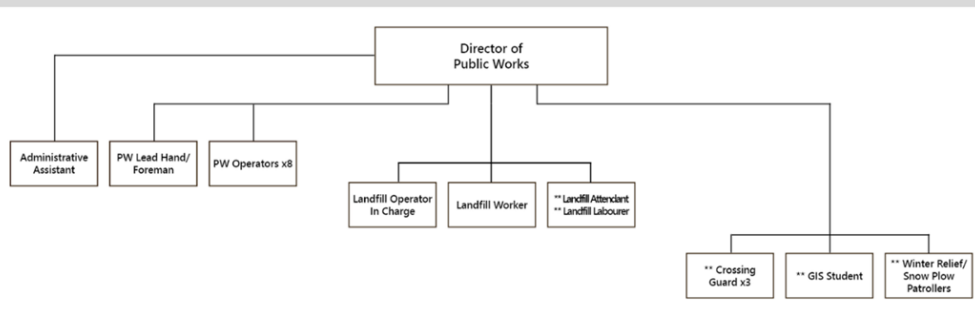 Director of
Public Works
Administrative
Assistant
PW Lead Hand/
Foreman
PW Operators x8
Landfill Operator
In Charge
Landfill Worker
** Landfill Attendant
** Landfill Labourer
** Crossing
Guard x3
** GIS Student
** Winter Relief/
Snow Plow
Patrollers